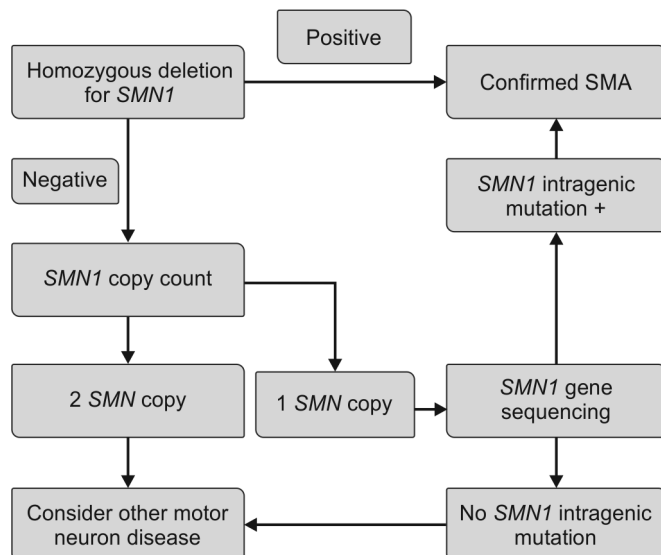 Positive
Homozygous deletion
for SMN1
Confirmed SMA
Negative
SMN1 intragenic
mutation +
SMN1 copy count
2 SMN copy
1 SMN copy
SMN1 gene
sequencing
Consider other motor
neuron disease
No SMN1 intragenic
mutation